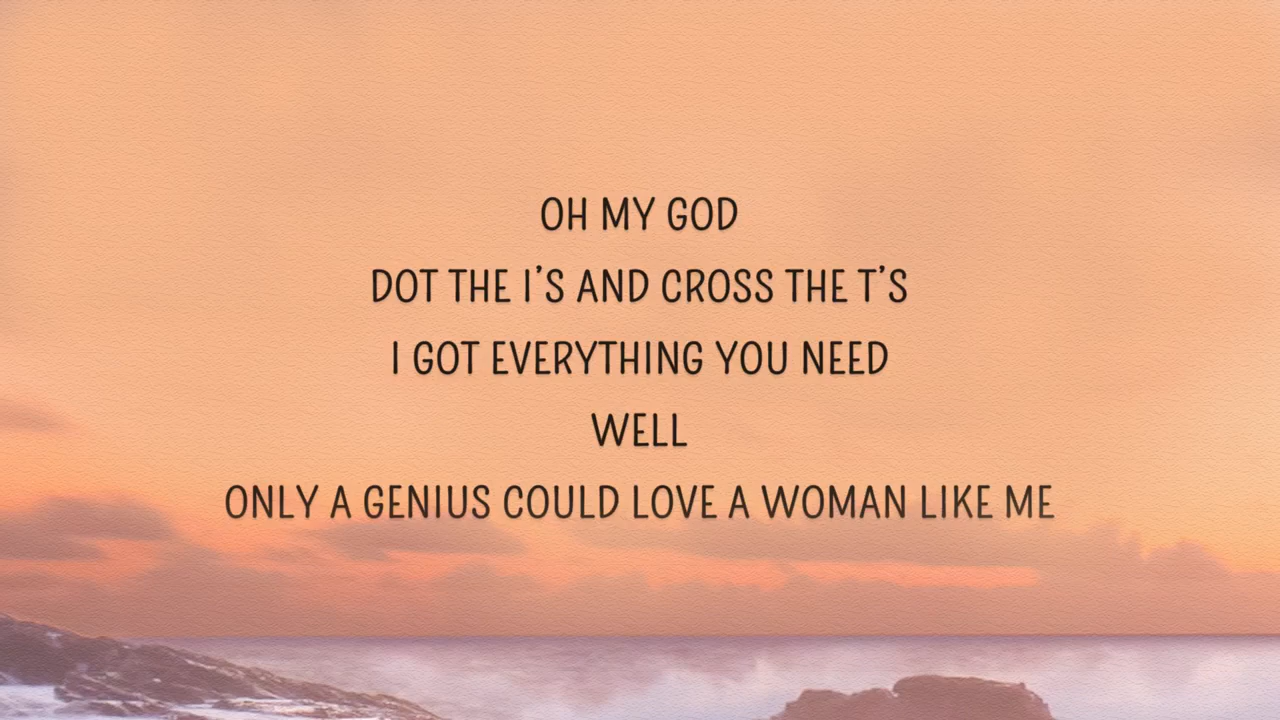 OH MY GOD
DOT THE I'S AND CROSS THE T'S
I GOT EVERYTHING YOU NEED
WELL
ONLY A GENIUS COULD LOVE A WOMAN LIKE ME